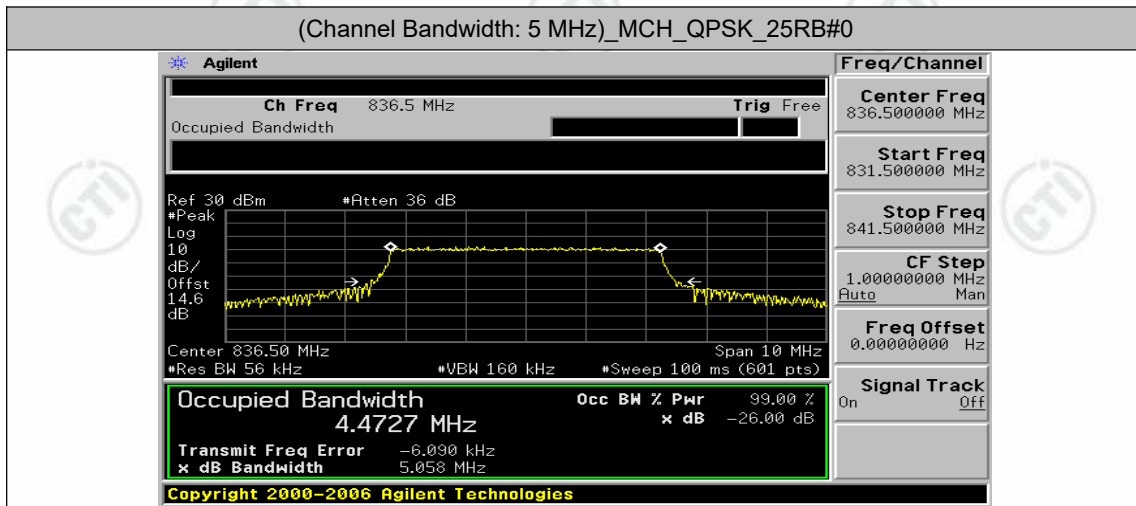 (Channel Bandwidth: 5 MHz)_MCH_QPSK_25RB#0
Agilent
Freq/Channel
Ch Freq 836.5 MHz Trig Free
Occupied Bandwidth
Center Freq
836.500000 MHz
Start Freq
831.500000 MHz
Stop Freq
841.500000 MHz
CF Step
1.00000000 MHz
Auto Man
Freq Offset
0.00000000 Hz
Signal Track
On Off
Ref 30 dBm #Atten 36 dB
#Peak
Log
10
dB/
Offst
14.6
dB
Center 836.50 MHz Span 10 MHz
#Res BW 56 kHz #VBW 160 kHz #Sweep 100 ms (601 pts)
Occupied Bandwidth Occ BW % Pwr 99.00 %
4.4727 MHz x dB -26.00 dB
Transmit Freq Error -6.090 kHz
x dB Bandwidth 5.058 MHz
Copyright 2000-2006 Agilent Technologies
CTI
CTI